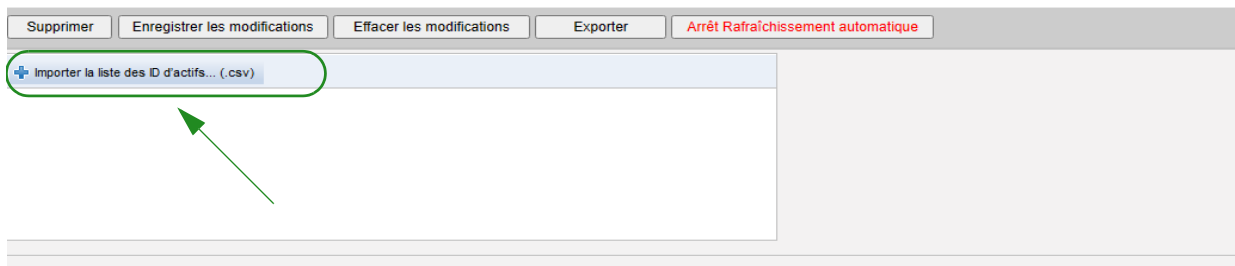 Supprimer Enregistrer les modifications Effacer les modifications Exporter Arrêt Rafraîchissement automatique
Importer la liste des ID d'actifs... (.csv)